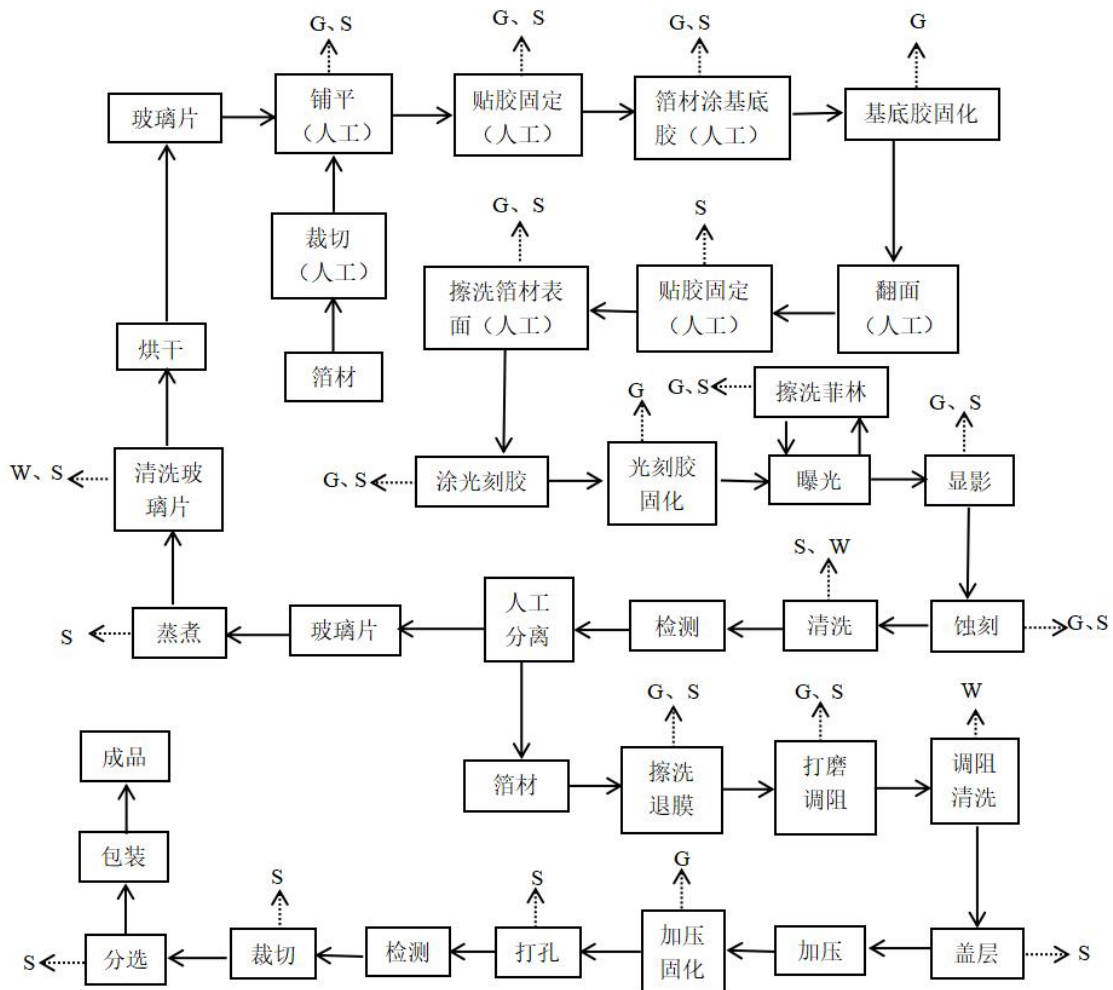 G、S
G、S
G、S
G
玻璃片
铺平
（人工）
贴胶固定
（人工）
箔材涂基底
胶（人工）
基底胶固化
G、S
S
裁切
（人工）
擦洗箔材表
面（人工）
贴胶固定
（人工）
翻面
（人工）
烘干
箔材
G
G、S
擦洗菲林
G、S
W、S
清洗玻
璃片
G、S
涂光刻胶
光刻胶
固化
曝光
显影
S、W
S
蒸煮
玻璃片
人工
分离
检测
清洗
蚀刻
G、S
G、S
G、S
W
成品
箔材
擦洗
退膜
打磨
调阻
调阻
清洗
包装
S
S
G
S
分选
裁切
检测
打孔
加压
固化
加压
盖层
S